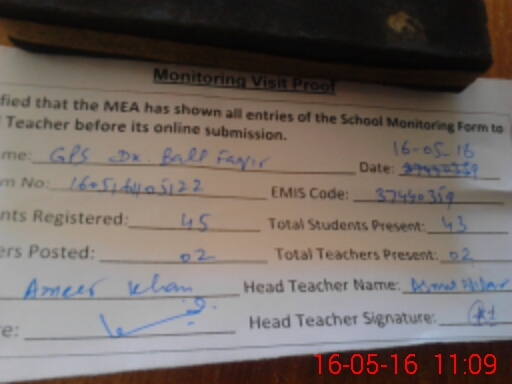 Monitoring Visit Proof
fied that the MEA has shown all entries of the School Monitoring Form to
Teacher before its online submission.
me: GPS Dx. Ball Faqir Date: 16-05-16
m No: EMIS Code: 37440359
nts Registered: 45 Total Students Present: 43
ers Posted: 02 Total Teachers Present: 02
Ameer Khan Head Teacher Name:
e: Head Teacher Signature:
16-05-16 11:09